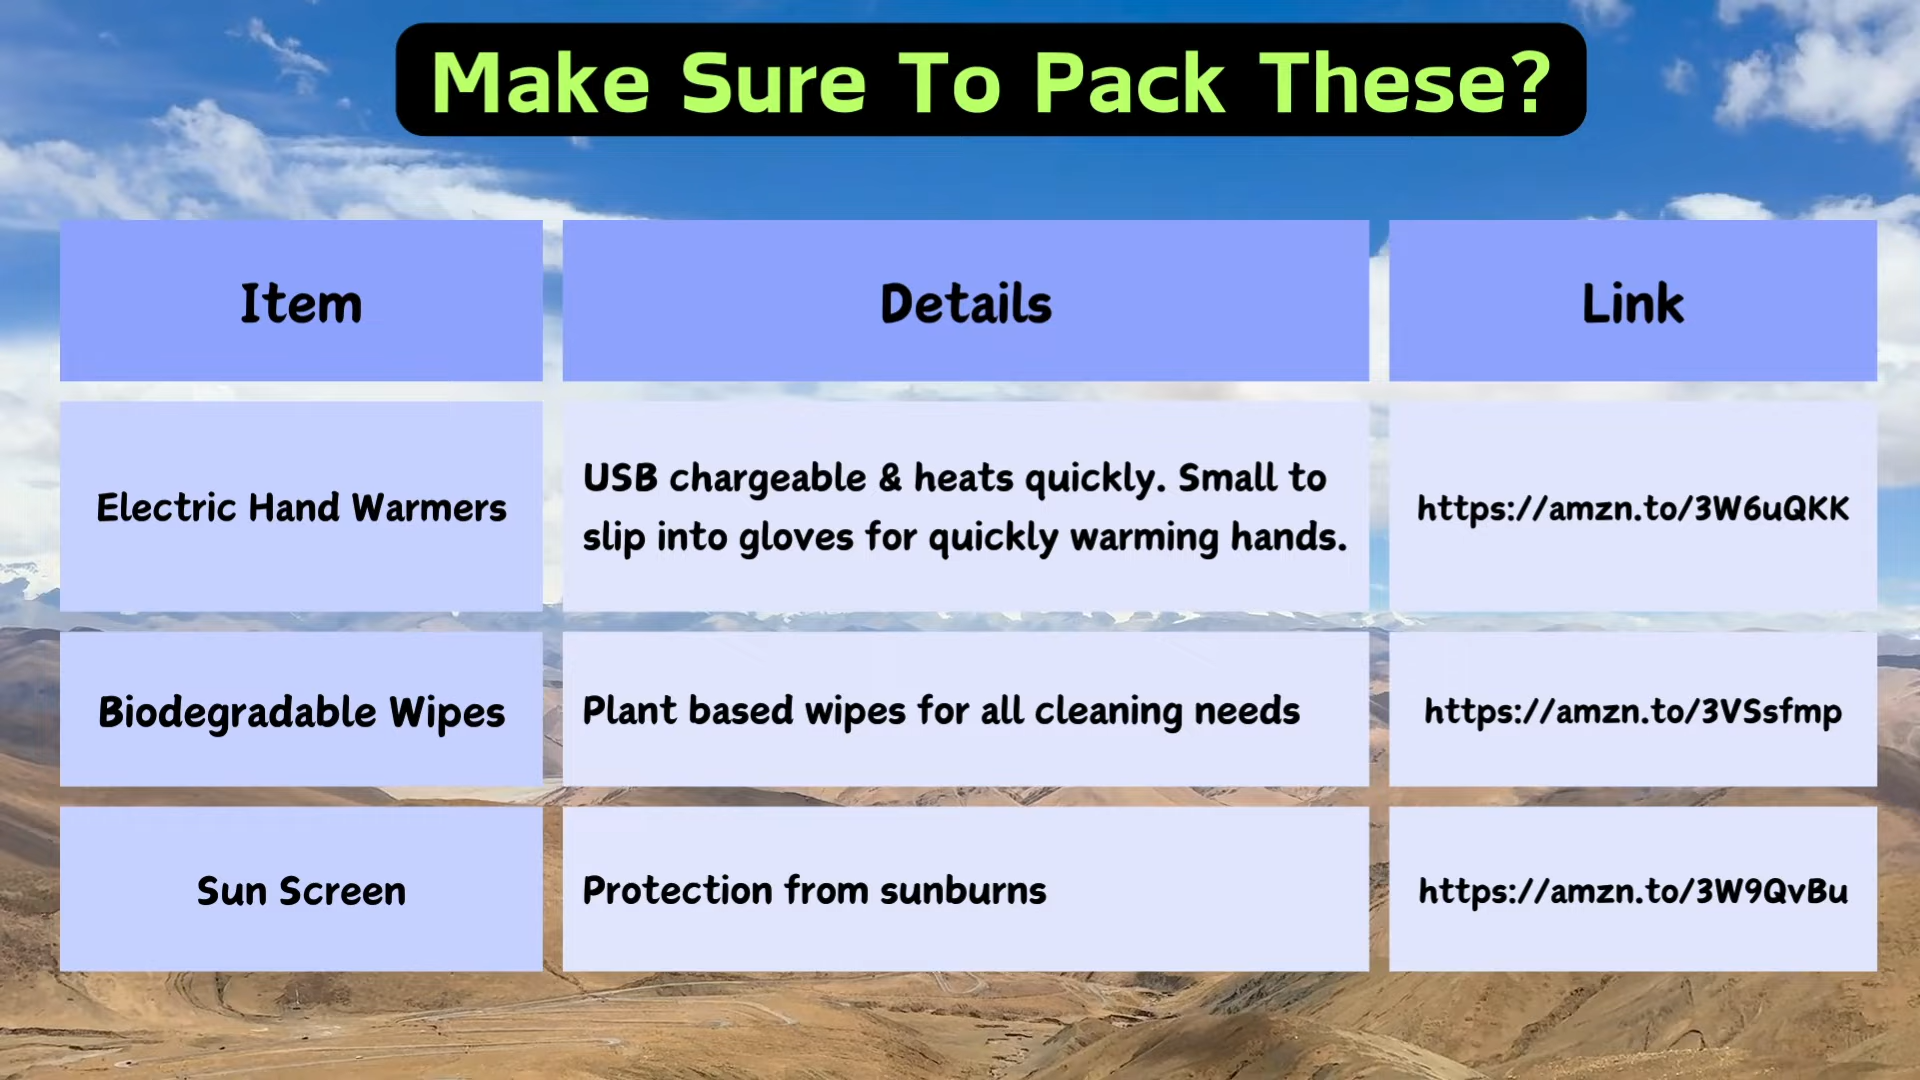 Make Sure To Pack These?
Item
Details
Link
Electric Hand Warmers
USB chargeable & heats quickly. Small to
slip into gloves for quickly warming hands.
https://amzn.to/3W6uQKK
Biodegradable Wipes
Plant based wipes for all cleaning needs
https://amzn.to/3VSsfmp
Sun Screen
Protection from sunburns
https://amzn.to/3W9QvBu